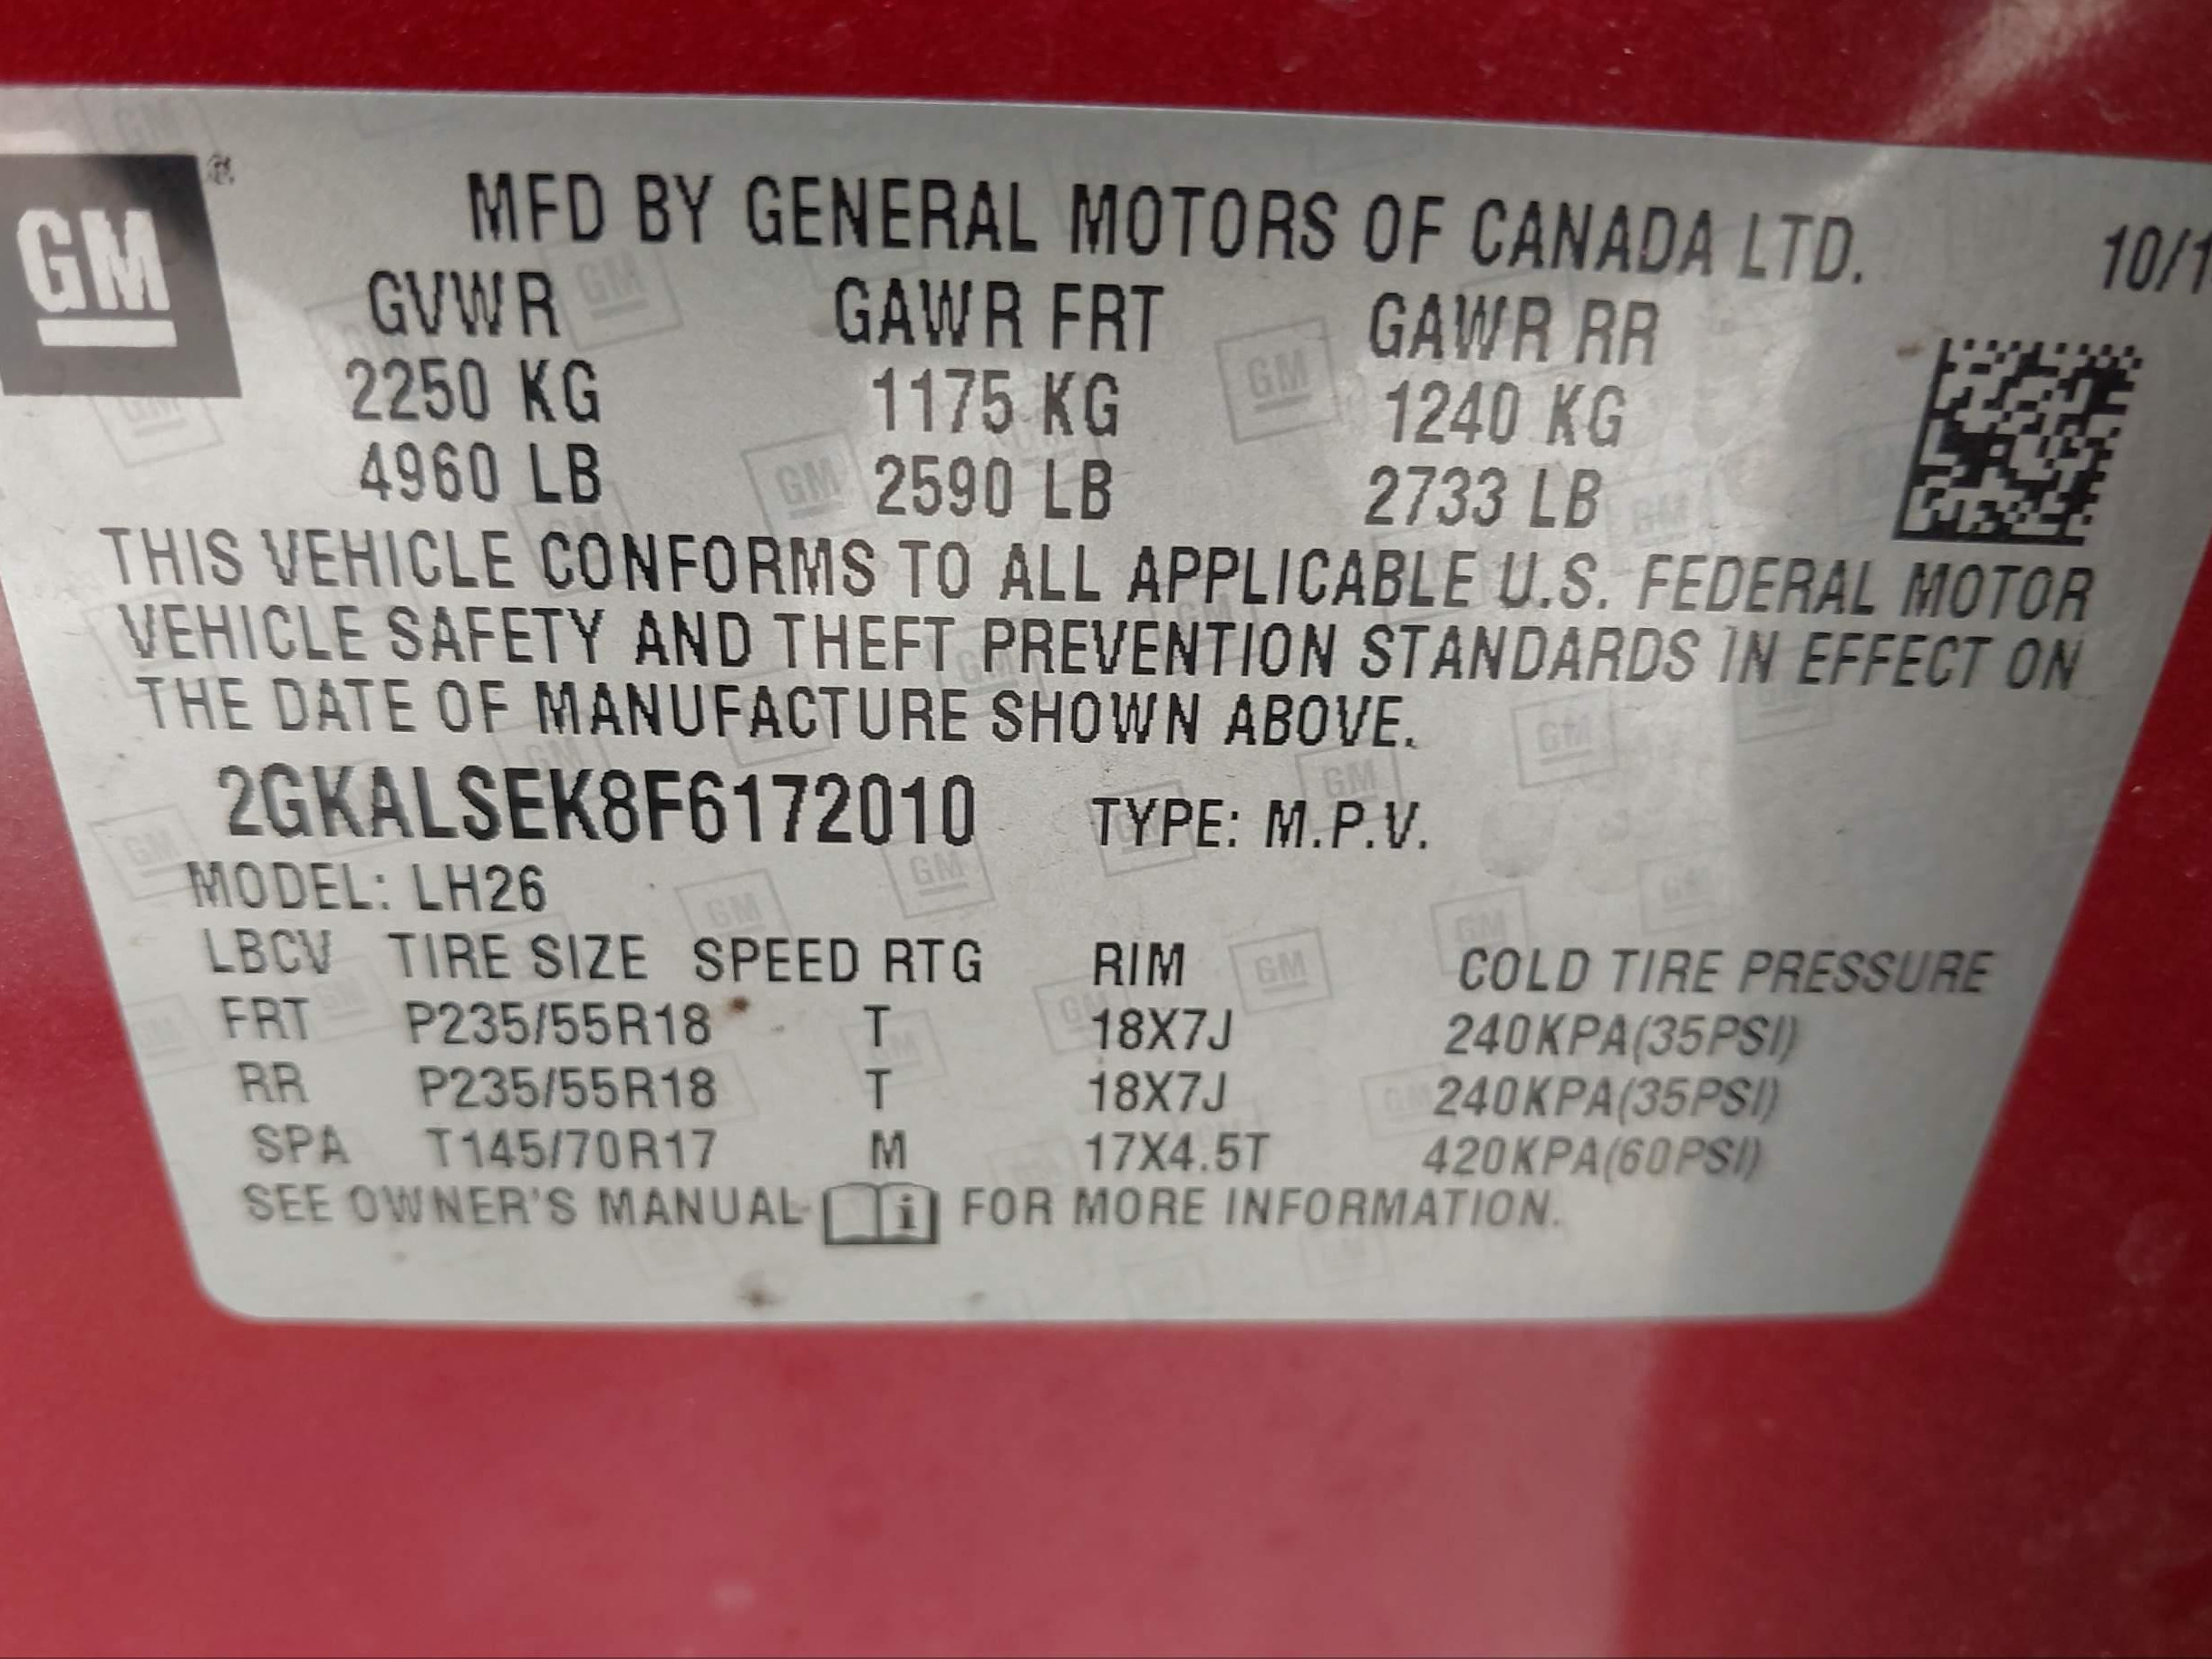 GM
MFD BY GENERAL MOTORS OF CANADA LTD. 10/1
GVWR GAWR FRT GAWR RR
2250 KG 1175 KG 1240 KG
4960 LB 2590 LB 2733 LB
THIS VEHICLE CONFORMS TO ALL APPLICABLE U.S. FEDERAL MOTOR
VEHICLE SAFETY AND THEFT PREVENTION STANDARDS IN EFFECT ON
THE DATE OF MANUFACTURE SHOWN ABOVE.
2GKALSEK8F6172010 TYPE: M.P.V.
MODEL: LH26
LBCV TIRE SIZE SPEED RTG RIM COLD TIRE PRESSURE
FRT P235/55R18 T 18X7J 240KPA(35PSI)
RR P235/55R18 T 18X7J 240KPA(35PSI)
SPA T145/70R17 M 17X4.5T 420KPA(60PSI)
SEE OWNER'S MANUAL i FOR MORE INFORMATION.